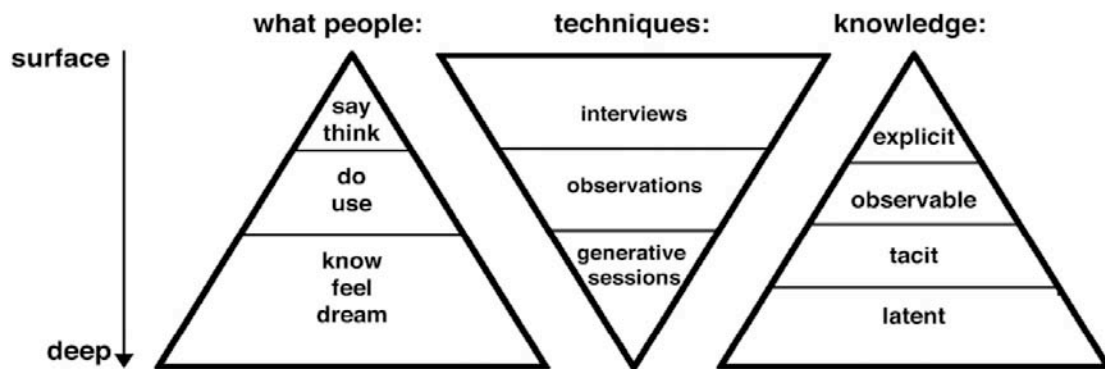 what people:
techniques:
knowledge:
surface
deep
say
think
do
use
know
feel
dream
interviews
observations
generative
sessions
explicit
observable
tacit
latent